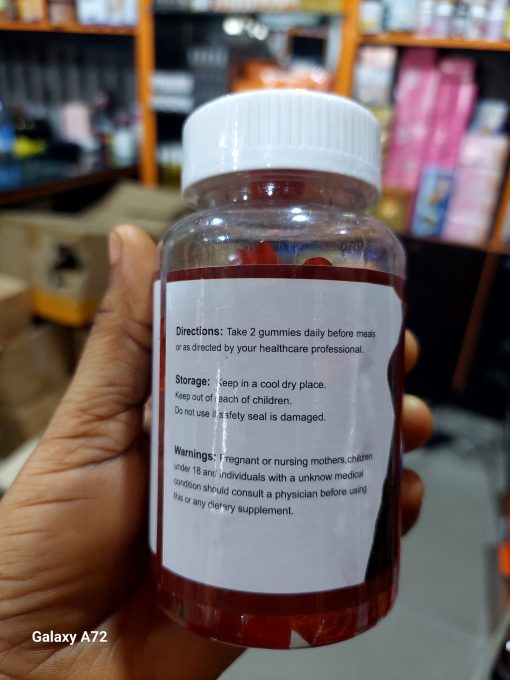 Directions: Take 2 gummies daily before meals
or as directed by your healthcare professional.
Storage: Keep in a cool dry place.
Keep out of reach of children.
Do not use if safety seal is damaged.
Warnings: Pregnant or nursing mothers,children
under 18 and individuals with a unknow medical
condition should consult a physician before using
this or any dietary supplement.
Galaxy A72